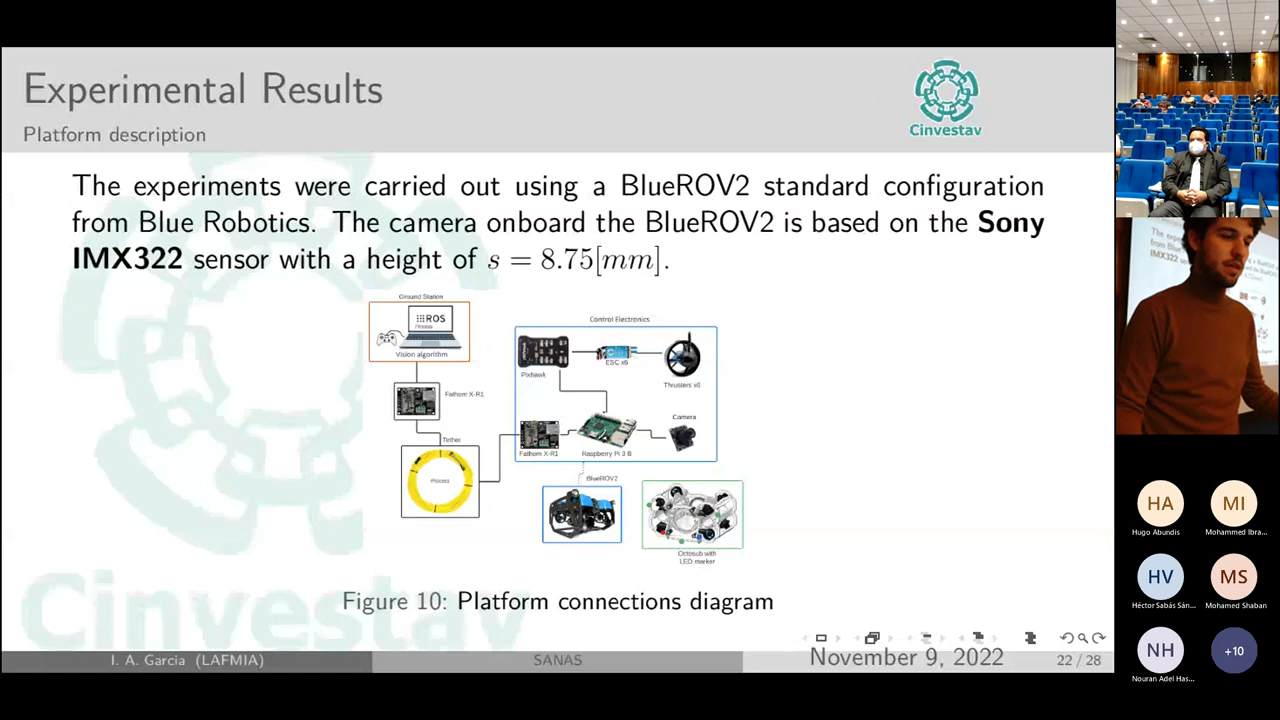 Experimental Results
Platform description
Cinvestav
The experiments were carried out using a BlueROV2 standard configuration
from Blue Robotics. The camera onboard the BlueROV2 is based on the Sony
IMX322 sensor with a height of s = 8.75[mm].
Ground Station
ROS
Process
Vision algorithm
Fathom X-R1
Tether
Process
Control Electronics
Pixhawk
ESC x6
Thrusters x6
Camera
Fathom X-R1
Raspberry Pi 3 B
BlueROV2
Octosub with
LED marker
Figure 10: Platform connections diagram
Cinvestav
I. A. Garcia (LAFMIA)
SANAS
November 9, 2022
22 / 28
HA
Hugo Abundis
MI
Mohammed Ibra...
HV
Héctor Sabás Sán...
MS
Mohamed Shaban
NH
Nouran Adel Has...
+10